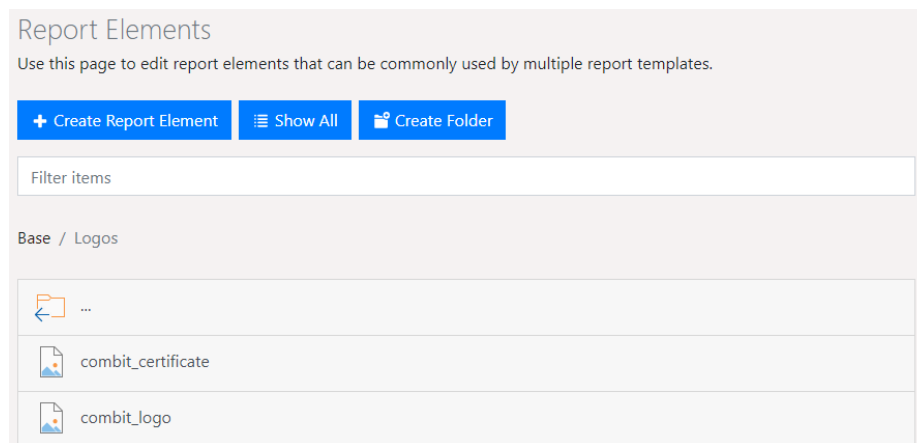 Report Elements
Use this page to edit report elements that can be commonly used by multiple report templates.
Create Report Element Show All Create Folder
Filter items
Base / Logos
...
combit_certificate
combit_logo